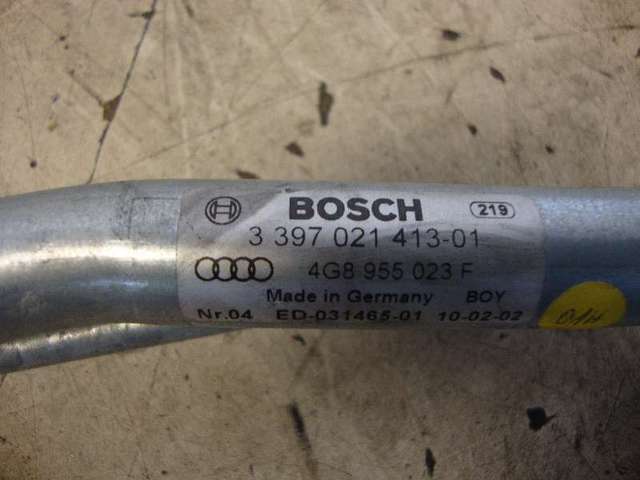 BOSCH 219
3 397 021 413-01
4G8 955 023 F
Made in Germany BOY
Nr.04 ED-031465-01 10-02-02